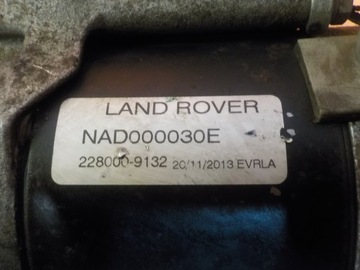 LAND ROVER
NAD000030E
228000-9132 20/11/2013 EVRLA